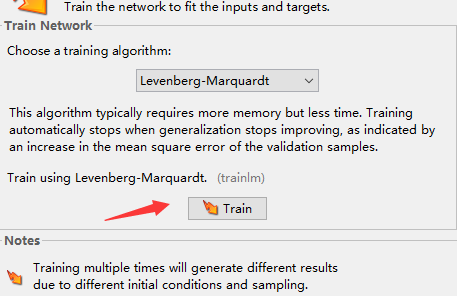 Train the network to fit the inputs and targets.
Train Network
Choose a training algorithm:
Levenberg-Marquardt
This algorithm typically requires more memory but less time. Training
automatically stops when generalization stops improving, as indicated by
an increase in the mean square error of the validation samples.
Train using Levenberg-Marquardt. (trainlm)
Train
Notes
Training multiple times will generate different results
due to different initial conditions and sampling.